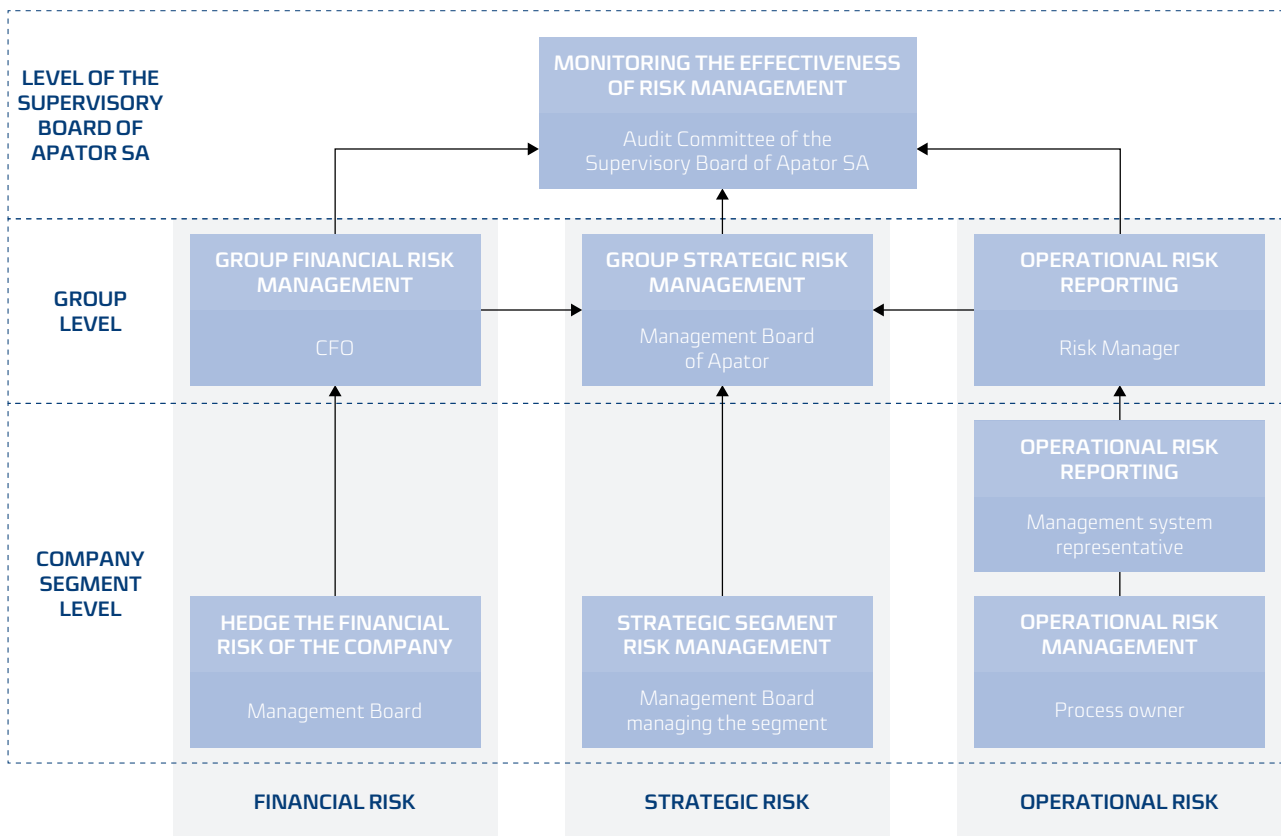 LEVEL OF THE
SUPERVISORY
BOARD OF
APATOR SA
MONITORING THE EFFECTIVENESS
OF RISK MANAGEMENT
Audit Committee of the
Supervisory Board of Apator SA
GROUP
LEVEL
GROUP FINANCIAL RISK
MANAGEMENT
CFO
GROUP STRATEGIC RISK
MANAGEMENT
Management Board
of Apator
OPERATIONAL RISK
REPORTING
Risk Manager
COMPANY
SEGMENT
LEVEL
OPERATIONAL RISK
REPORTING
Management system
representative
HEDGE THE FINANCIAL
RISK OF THE COMPANY
Management Board
STRATEGIC SEGMENT
RISK MANAGEMENT
Management Board
managing the segment
OPERATIONAL RISK
MANAGEMENT
Process owner
FINANCIAL RISK
STRATEGIC RISK
OPERATIONAL RISK